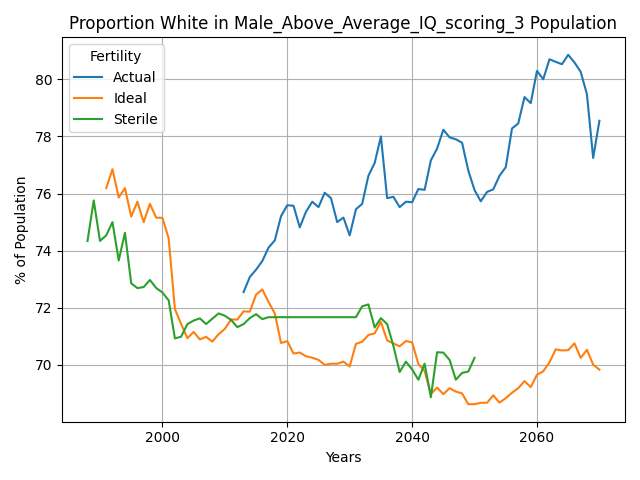 Proportion White in Male_Above_Average_IQ_scoring_3 Population
Fertility
Actual
Ideal
Sterile
% of Population
80
78
76
74
72
70
2000
2020
2040
2060
Years